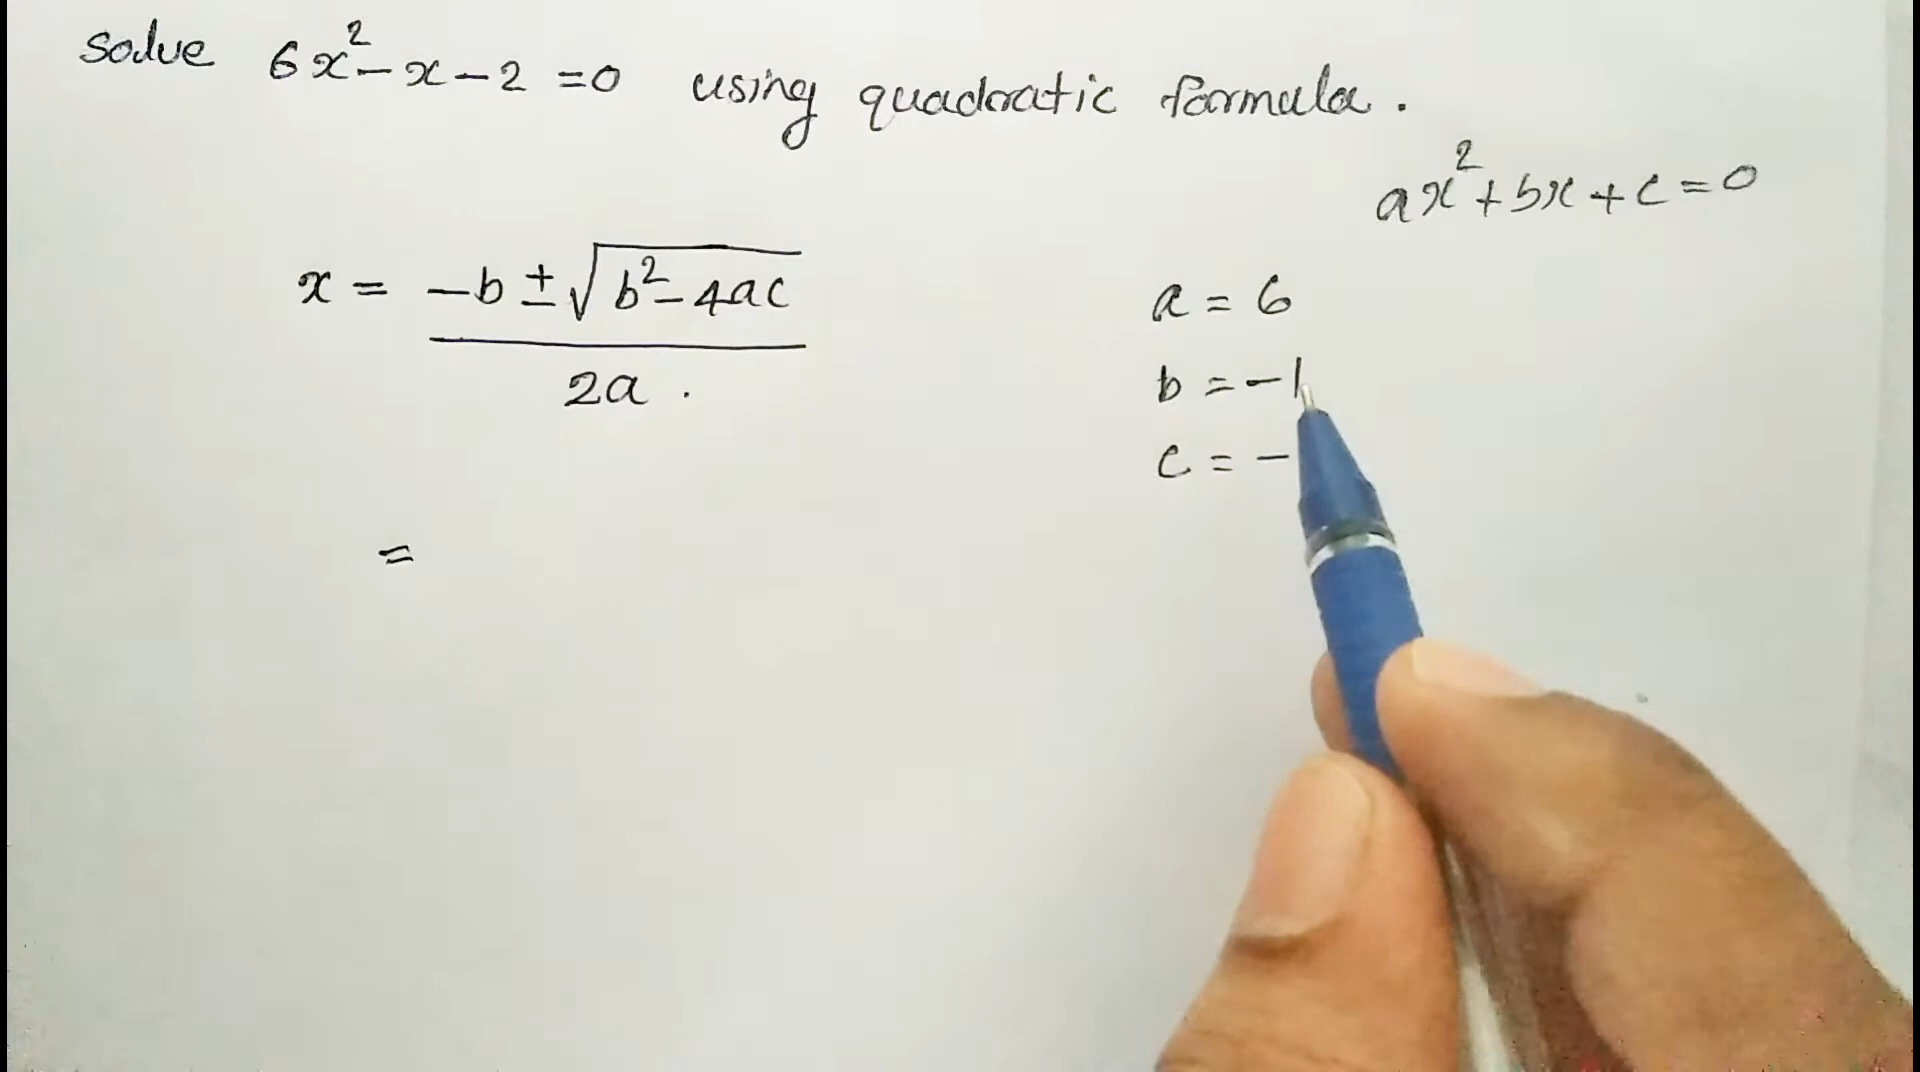 solve 6x² - x - 2 = 0 using quadratic formula.
ax² + bx + c = 0
x = -b ± √(b² - 4ac) / 2a .
a = 6
b = -1
c = -
=